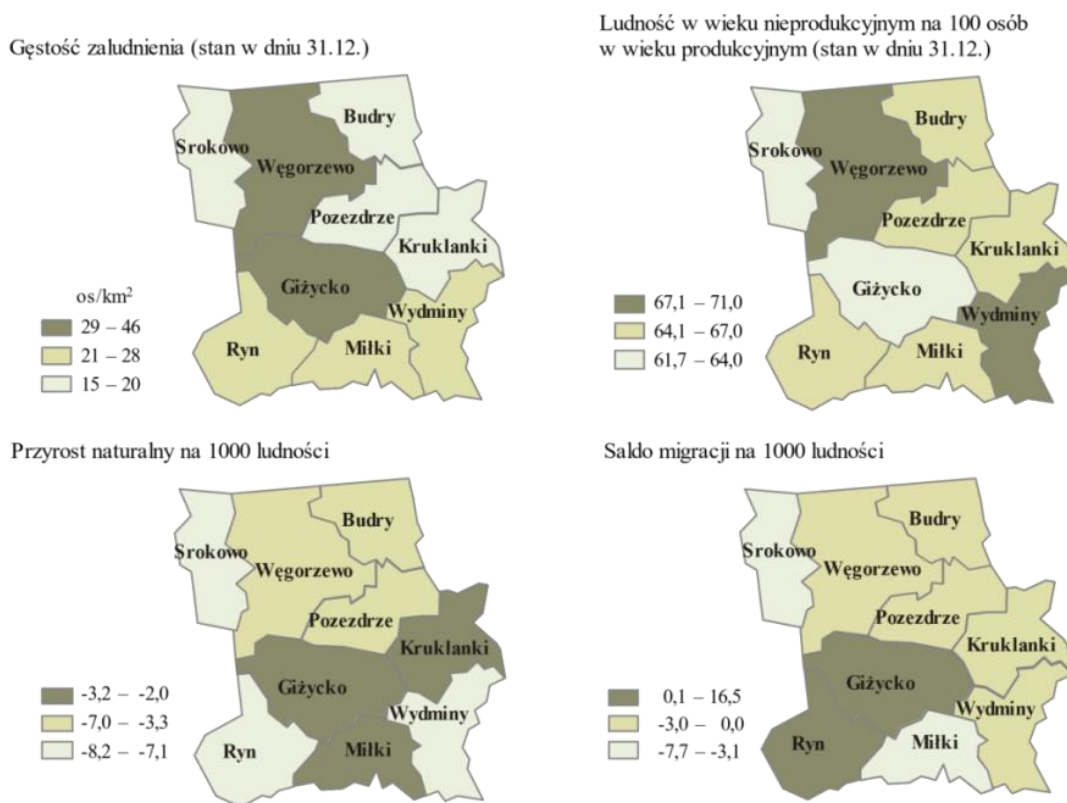 Gęstość zaludnienia (stan w dniu 31.12.)
Srokowo
Budry
Węgorzewo
Pozezdrze
Kruklanki
Giżycko
Wydminy
Ryn
Miłki
os/km²
29 – 46
21 – 28
15 – 20
Ludność w wieku nieprodukcyjnym na 100 osób
w wieku produkcyjnym (stan w dniu 31.12.)
Srokowo
Budry
Węgorzewo
Pozezdrze
Kruklanki
Giżycko
Wydminy
Ryn
Miłki
67,1 – 71,0
64,1 – 67,0
61,7 – 64,0
Przyrost naturalny na 1000 ludności
Srokowo
Budry
Węgorzewo
Pozezdrze
Kruklanki
Giżycko
Wydminy
Ryn
Miłki
-3,2 – -2,0
-7,0 – -3,3
-8,2 – -7,1
Saldo migracji na 1000 ludności
Srokowo
Budry
Węgorzewo
Pozezdrze
Kruklanki
Giżycko
Wydminy
Ryn
Miłki
0,1 – 16,5
-3,0 – 0,0
-7,7 – -3,1